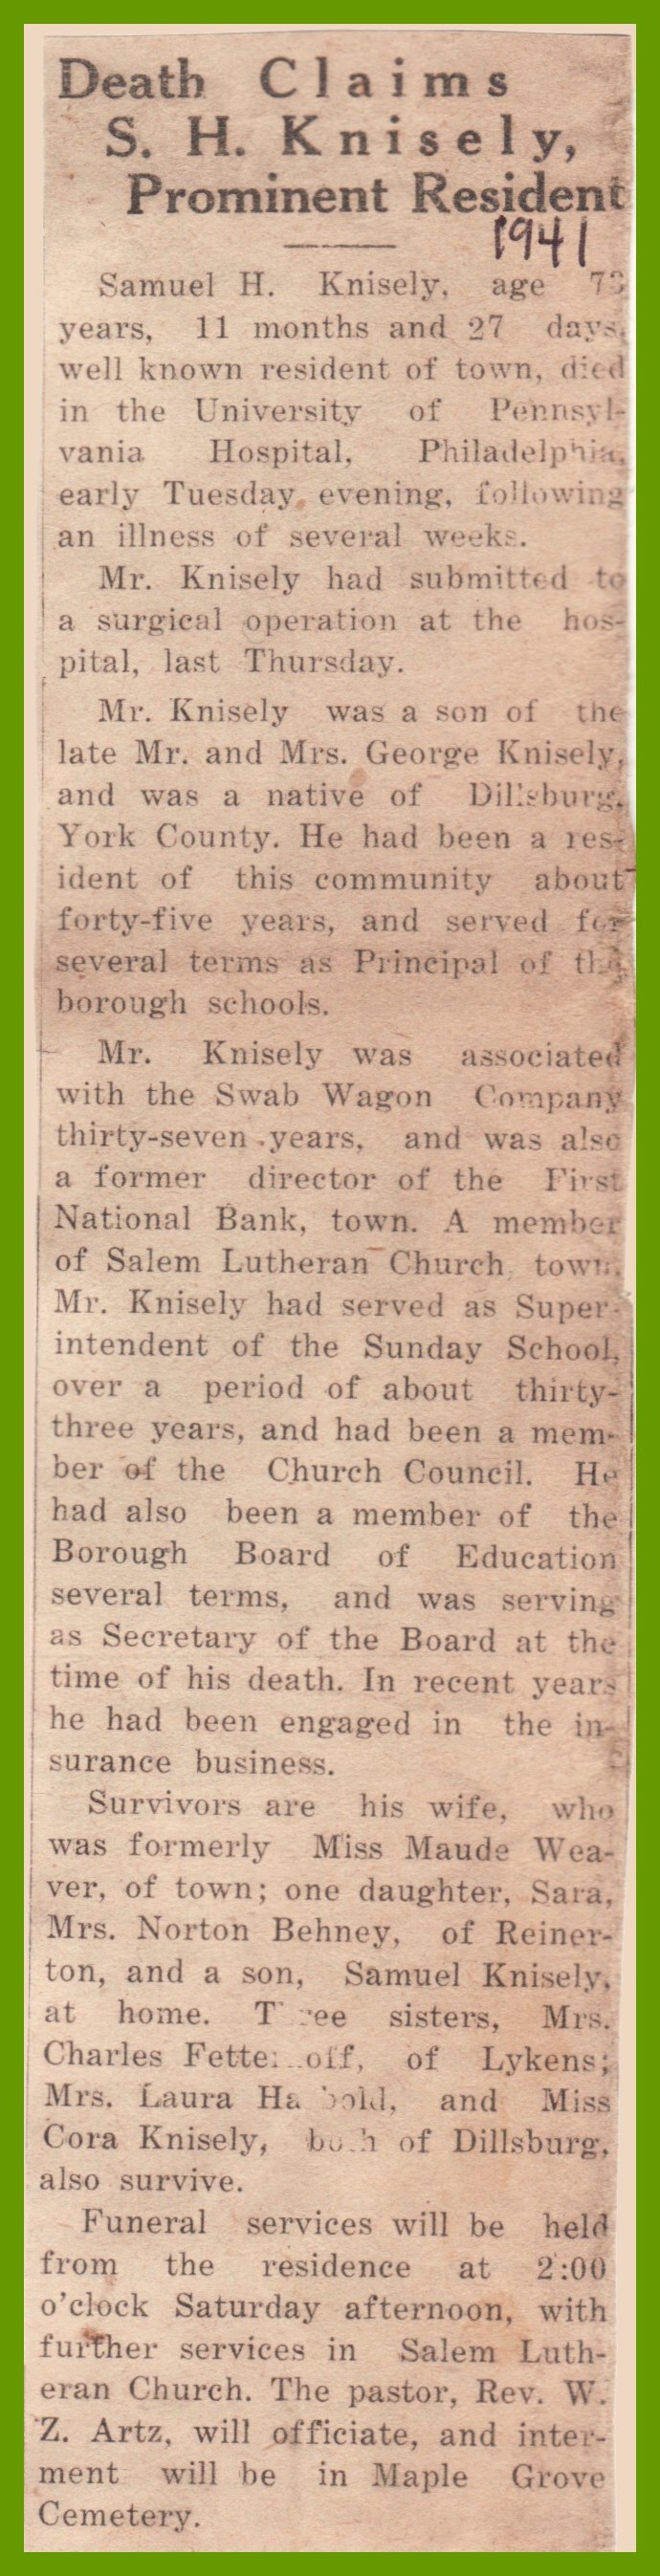 Death Claims
S. H. Knisely,
Prominent Resident
1941
Samuel H. Knisely, age
years, 11 months and 27 days,
well known resident of town, died
in the University of Pennsyl-
vania Hospital, Philadelphia,
early Tuesday evening, following
an illness of several weeks.
Mr. Knisely had submitted to
a surgical operation at the hos-
pital, last Thursday.
Mr. Knisely was a son of the
late Mr. and Mrs. George Knisely,
and was a native of Dillsburg,
York County. He had been a res-
ident of this community about
forty-five years, and served for
several terms as Principal of the
borough schools.
Mr. Knisely was associated
with the Swab Wagon Company
thirty-seven years, and was also
a former director of the First
National Bank, town. A member
of Salem Lutheran Church, town,
Mr. Knisely had served as Super-
intendent of the Sunday School,
over a period of about thirty-
three years, and had been a mem-
ber of the Church Council. He
had also been a member of the
Borough Board of Education
several terms, and was serving
as Secretary of the Board at the
time of his death. In recent years
he had been engaged in the in-
surance business.
Survivors are his wife, who
was formerly Miss Maude Wea-
ver, of town; one daughter, Sara,
Mrs. Norton Behney, of Reiner-
ton, and a son, Samuel Knisely,
at home. Three sisters, Mrs.
Charles Fetterhoff, of Lykens;
Mrs. Laura and Miss
Cora Knisely, both of Dillsburg,
also survive.
Funeral services will be held
from the residence at 2:00
o'clock Saturday afternoon, with
further services in Salem Luth-
eran Church. The pastor, Rev. W.
Z. Artz, will officiate, and inter-
ment will be in Maple Grove
Cemetery.